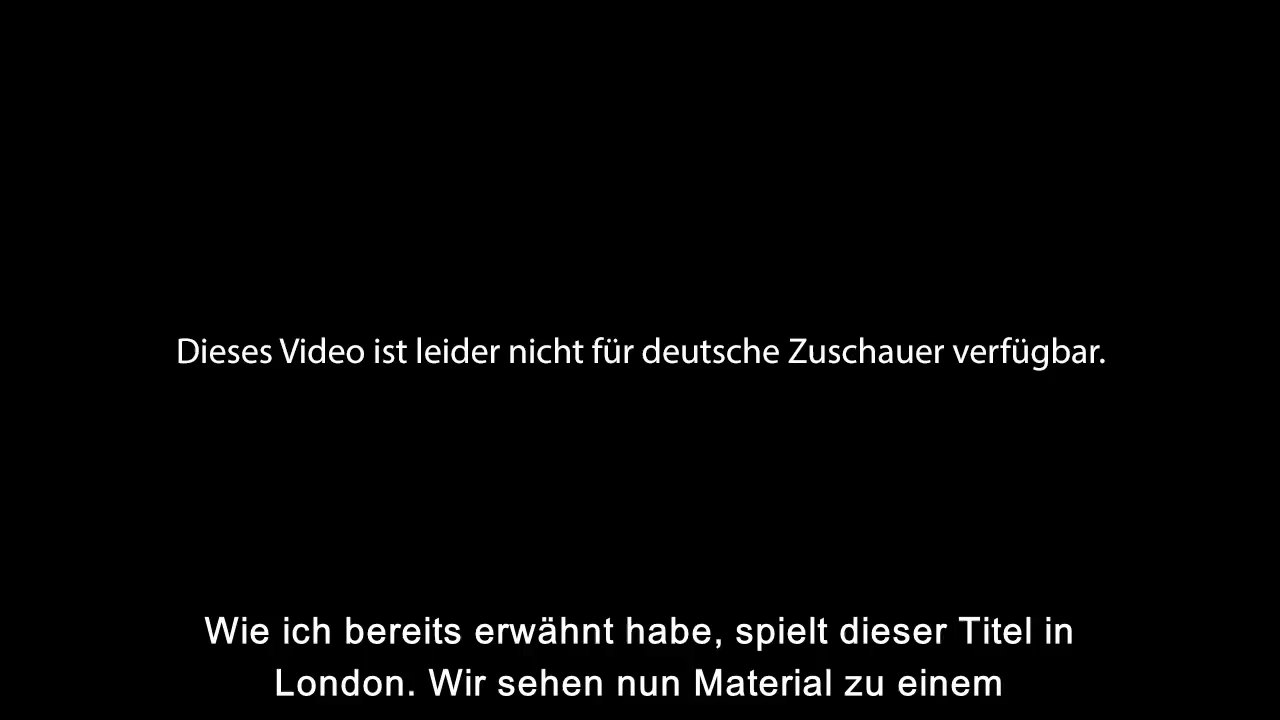 Dieses Video ist leider nicht für deutsche Zuschauer verfügbar.
Wie ich bereits erwähnt habe, spielt dieser Titel in
London. Wir sehen nun Material zu einem